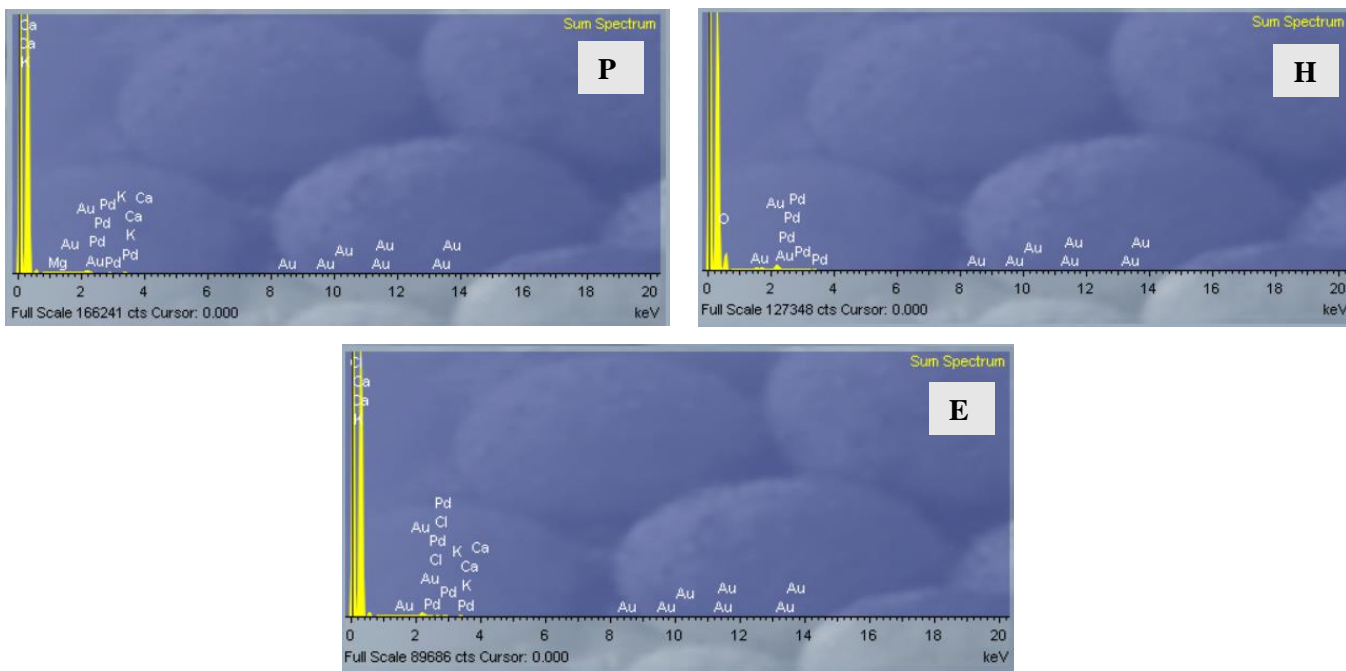 Sum Spectrum
P
Ca
Ca
K
K Ca
Au Pd
Pd Ca
Au Pd K
Mg Au Pd Pd
Au Au Au Au Au Au Au
0 2 4 6 8 10 12 14 16 18 20
Full Scale 166241 cts Cursor: 0.000 keV
Sum Spectrum
H
O
Au Pd
Pd
Pd
Au Au Pd Pd
Au Au Au Au Au Au Au
0 2 4 6 8 10 12 14 16 18 20
Full Scale 127348 cts Cursor: 0.000 keV
Sum Spectrum
E
Ca
Ca
K
Pd
Au Cl
Pd K Ca
Cl Ca
Au Pd K
Au Pd Pd
Au Au Au Au Au Au Au
0 2 4 6 8 10 12 14 16 18 20
Full Scale 89686 cts Cursor: 0.000 keV